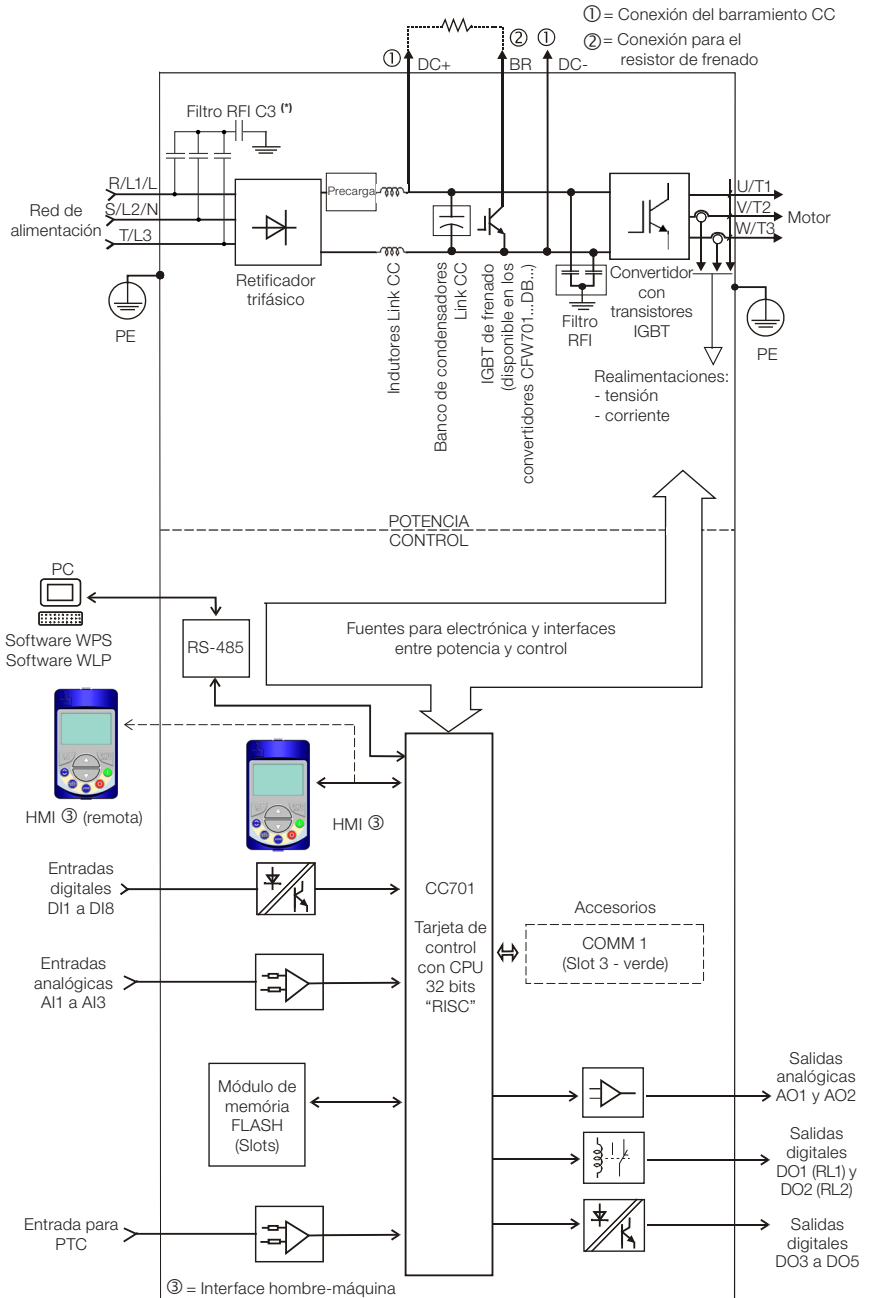 ① = Conexión del barramiento CC
② = Conexión para el
resistor de frenado
① DC+
② BR
① DC-
Filtro RFI C3 (*)
R/L1/L
S/L2/N
T/L3
Red de
alimentación
Precarga
U/T1
V/T2
W/T3
Motor
PE
Retificador
trifásico
Indutores Link CC
Banco de condensadores
Link CC
IGBT de frenado
(disponible en los
convertidores CFW701...DB...)
Filtro
RFI
Convertidor
con
transistores
IGBT
PE
Realimentaciones:
- tensión
- corriente
POTENCIA
CONTROL
PC
Software WPS
Software WLP
RS-485
Fuentes para electrónica y interfaces
entre potencia y control
HMI ③ (remota)
HMI ③
Entradas
digitales
DI1 a DI8
Entradas
analógicas
AI1 a AI3
CC701
Tarjeta de
control
con CPU
32 bits
“RISC”
Accesorios
COMM 1
(Slot 3 - verde)
Módulo de
memória
FLASH
(Slots)
Salidas
analógicas
AO1 y AO2
Salidas
digitales
DO1 (RL1) y
DO2 (RL2)
Entrada para
PTC
Salidas
digitales
DO3 a DO5
③ = Interface hombre-máquina